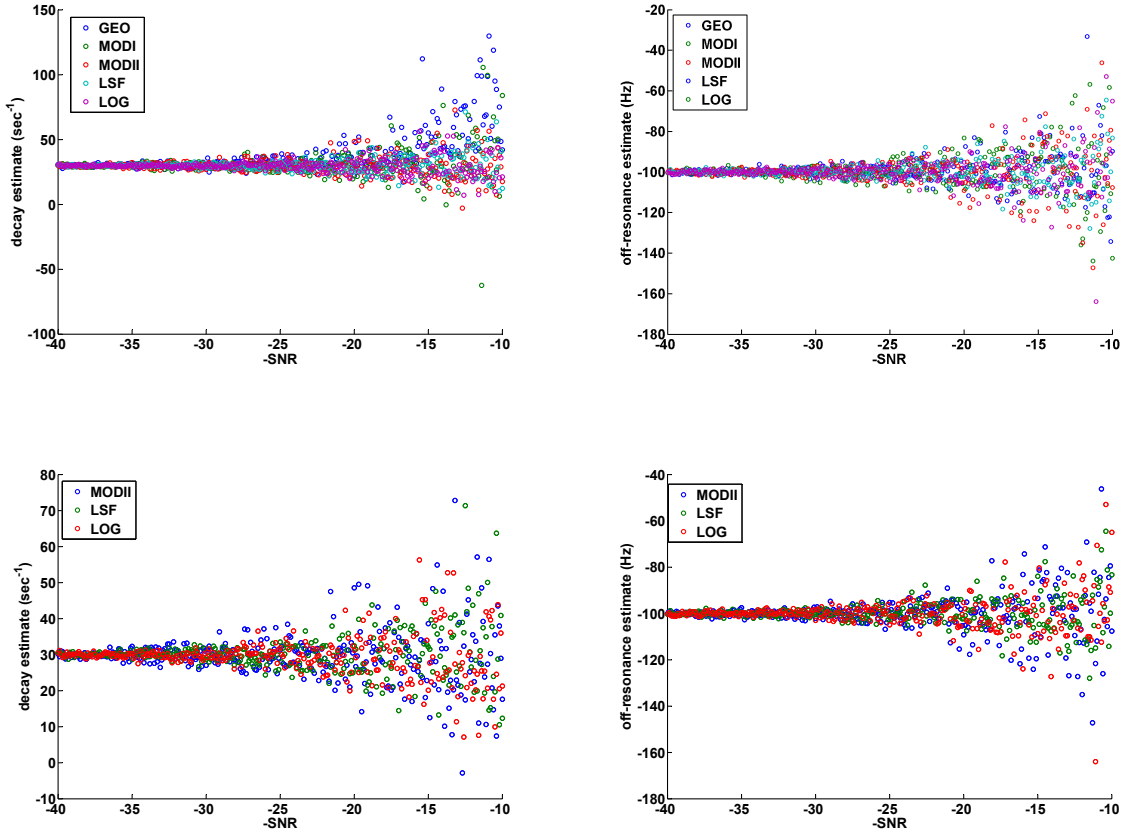 150
100
50
0
-50
-100
-40
-35
-30
-25
-20
-15
-10
-SNR
decay estimate (sec⁻¹)
GEO
MODI
MODII
LSF
LOG
-20
-40
-60
-80
-100
-120
-140
-160
-180
-40
-35
-30
-25
-20
-15
-10
-SNR
off-resonance estimate (Hz)
GEO
MODI
MODII
LSF
LOG
80
70
60
50
40
30
20
10
0
-10
-40
-35
-30
-25
-20
-15
-10
-SNR
decay estimate (sec⁻¹)
MODII
LSF
LOG
-40
-60
-80
-100
-120
-140
-160
-180
-40
-35
-30
-25
-20
-15
-10
-SNR
off-resonance estimate (Hz)
MODII
LSF
LOG